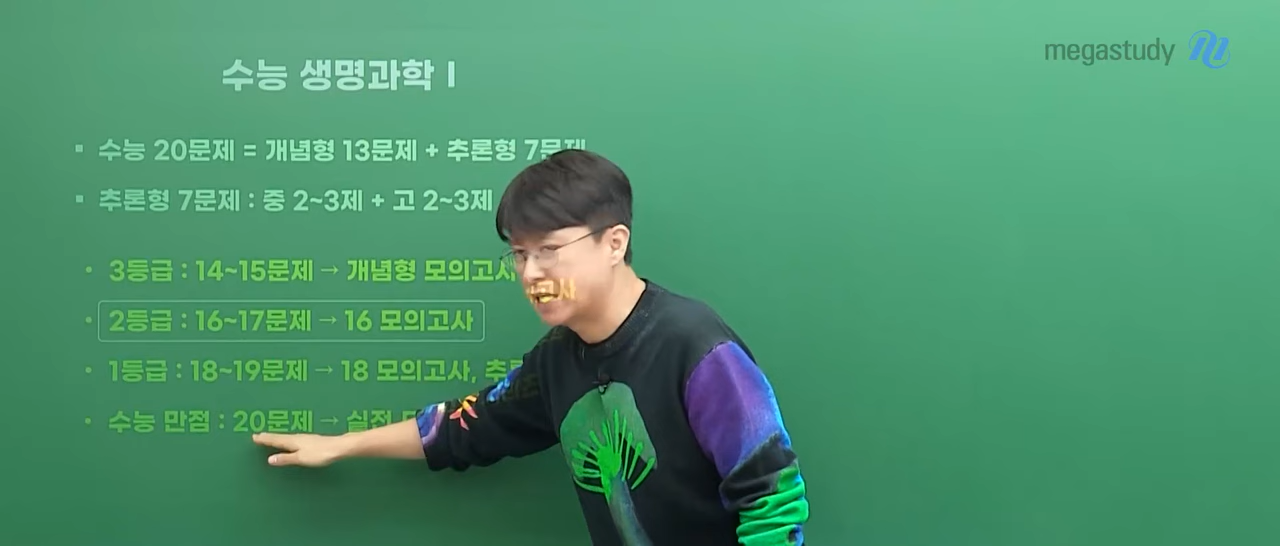 megastudy
수능 생명과학 I
▪ 수능 20문제 = 개념형 13문제 + 추론형 7문제
▪ 추론형 7문제 : 중 2~3제 + 고 2~3제
• 3등급 : 14~15문제 → 개념형 모의고사
• 2등급 : 16~17문제 → 16 모의고사
• 1등급 : 18~19문제 → 18 모의고사,
• 수능 만점 : 20문제 → 실전